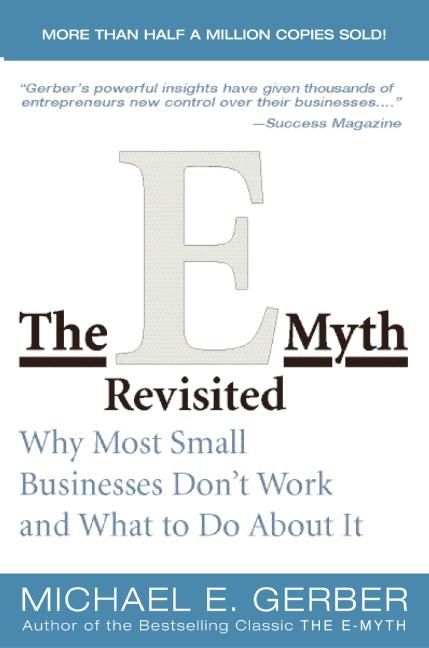 MORE THAN HALF A MILLION COPIES SOLD!
“Gerber’s powerful insights have given thousands of
entrepreneurs new control over their businesses....”
—Success Magazine
The E Myth
Revisited
Why Most Small
Businesses Don’t Work
and What to Do About It
MICHAEL E. GERBER
Author of the Bestselling Classic THE E-MYTH